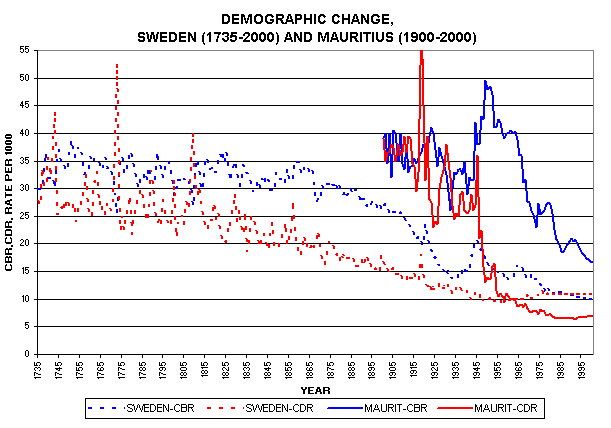 DEMOGRAPHIC CHANGE,
SWEDEN (1735-2000) AND MAURITIUS (1900-2000)
CBR,CDR, RATE PER 1000
55
50
45
40
35
30
25
20
15
10
5
0
1735 1745 1755 1765 1775 1785 1795 1805 1815 1825 1835 1845 1855 1865 1875 1885 1895 1905 1915 1925 1935 1945 1955 1965 1975 1985 1995
YEAR
SWEDEN-CBR SWEDEN-CDR MAURIT-CBR MAURIT-CDR